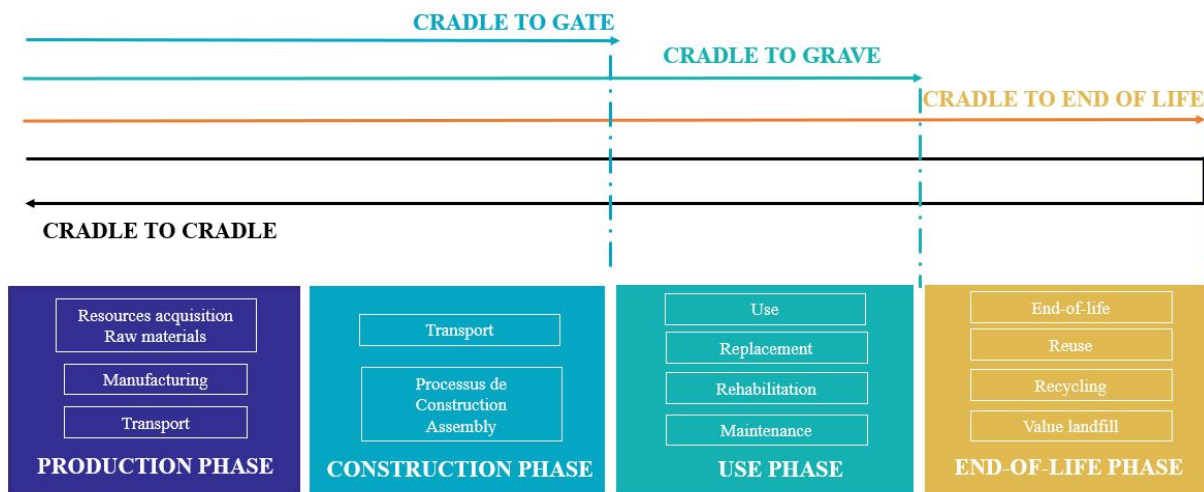 CRADLE TO GATE
CRADLE TO GRAVE
CRADLE TO END OF LIFE
CRADLE TO CRADLE
Resources acquisition
Raw materials
Manufacturing
Transport
PRODUCTION PHASE
Transport
Processus de
Construction
Assembly
CONSTRUCTION PHASE
Use
Replacement
Rehabilitation
Maintenance
USE PHASE
End-of-life
Reuse
Recycling
Value landfill
END-OF-LIFE PHASE